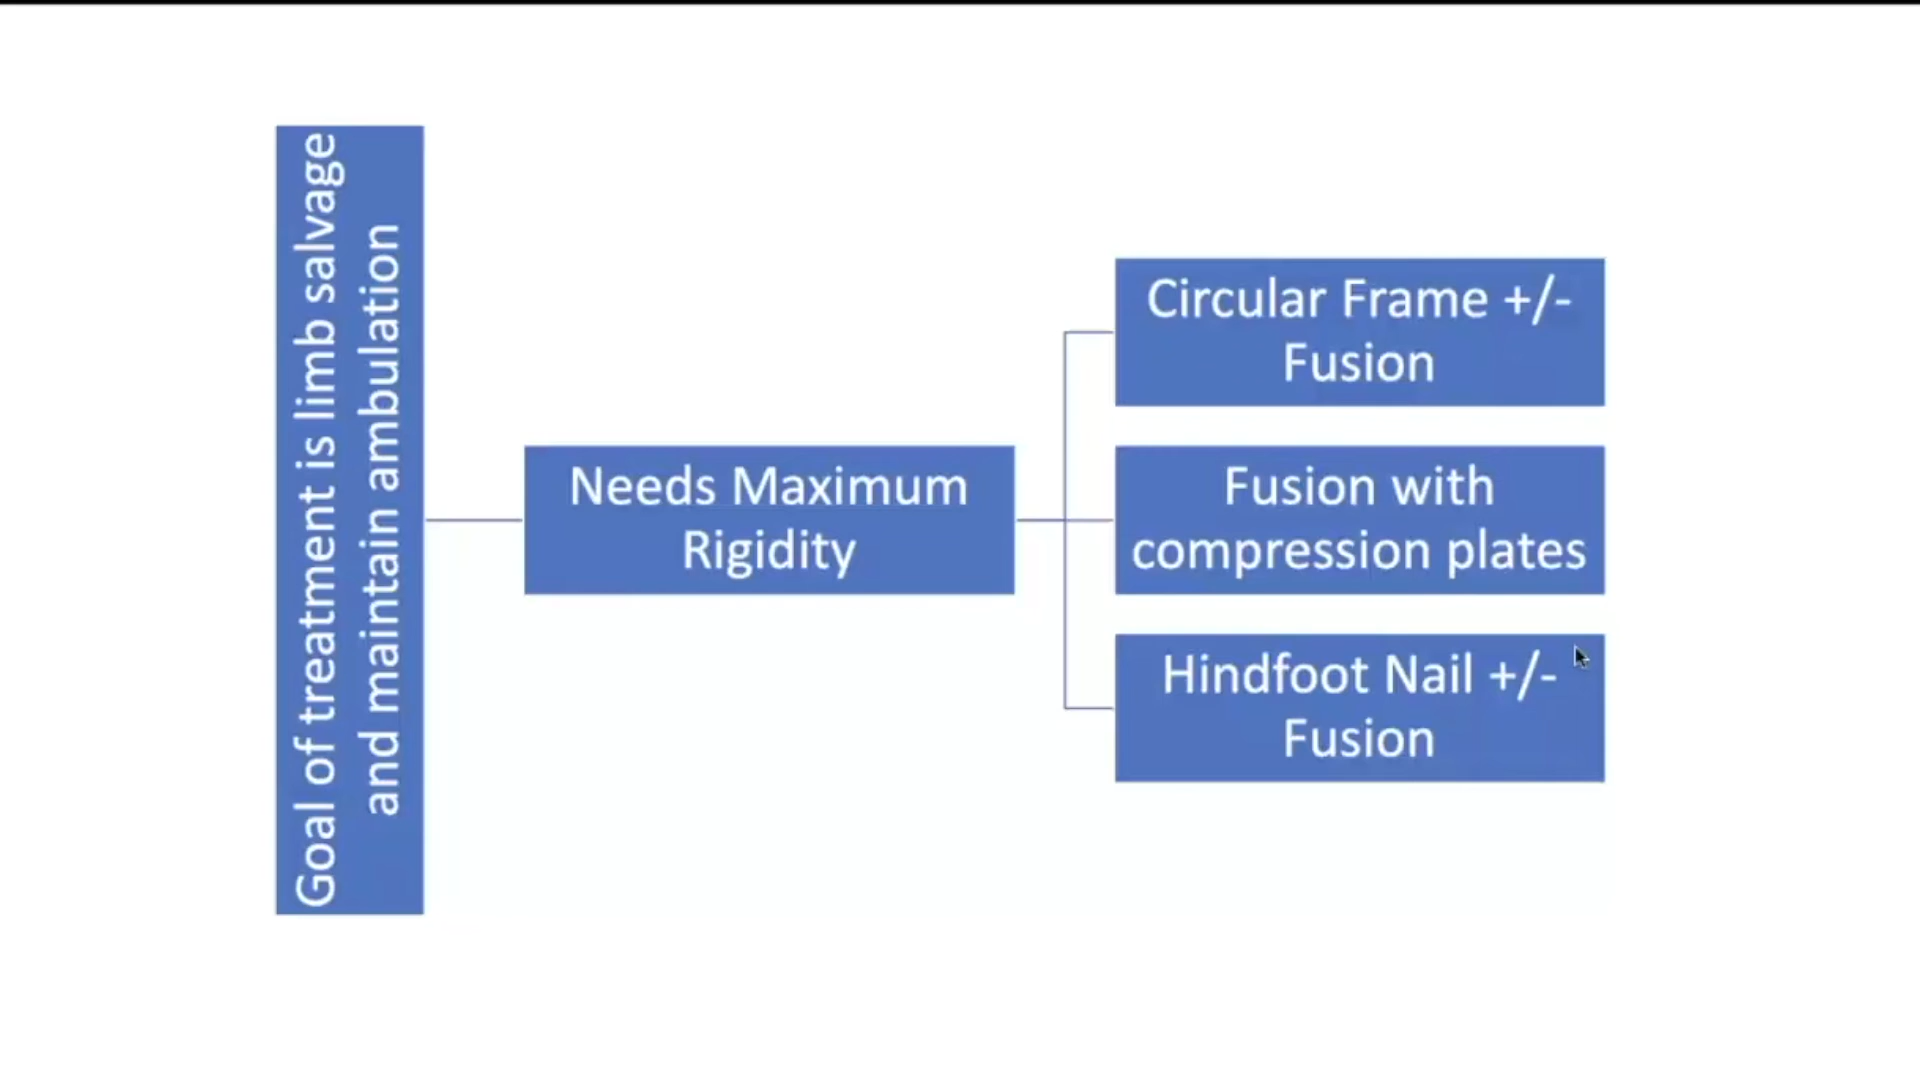 Goal of treatment is limb salvage
and maintain ambulation
Needs Maximum
Rigidity
Circular Frame +/-
Fusion
Fusion with
compression plates
Hindfoot Nail +/-
Fusion